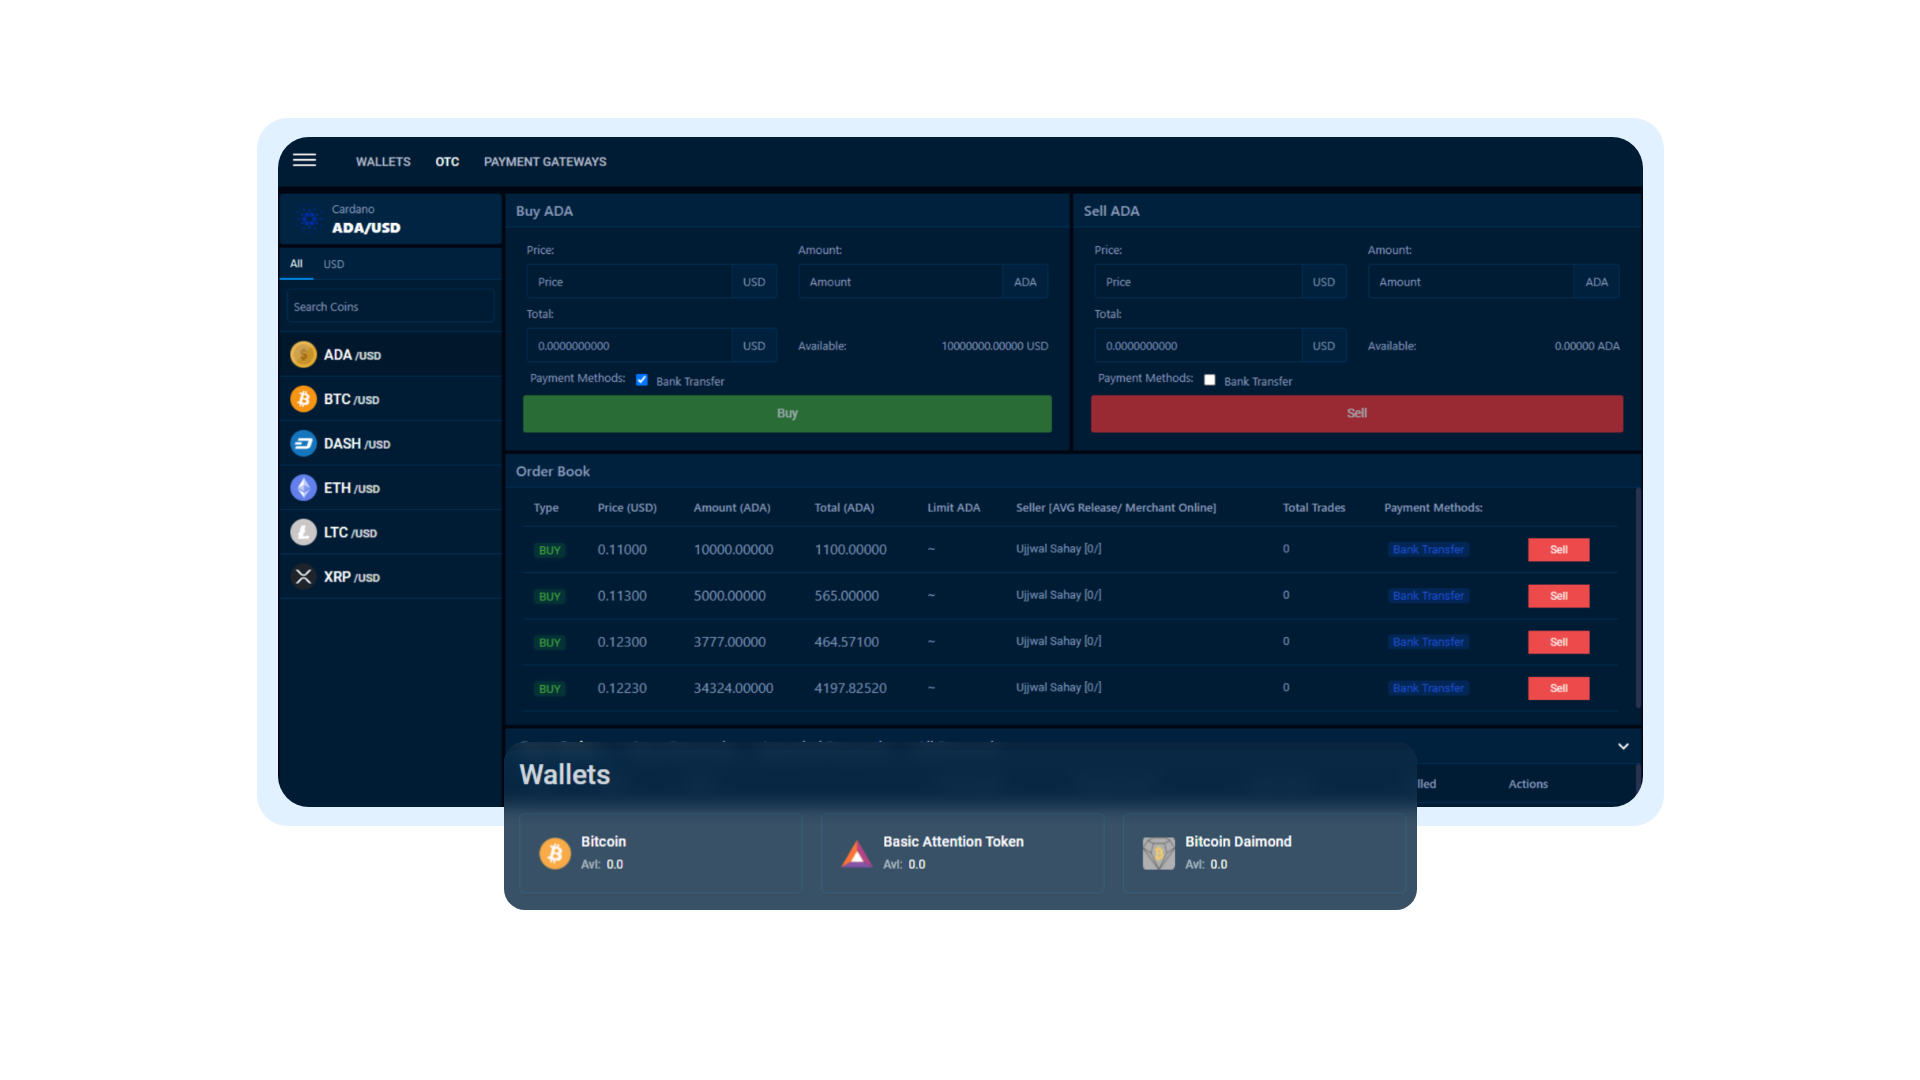 WALLETS OTC PAYMENT GATEWAYS
Cardano
ADA/USD
All USD
Search Coins
ADA /USD
BTC /USD
DASH /USD
ETH /USD
LTC /USD
XRP /USD
Buy ADA
Price: Amount:
Price USD Amount ADA
Total:
0.0000000000 USD Available: 10000000.00000 USD
Payment Methods: Bank Transfer
Buy
Sell ADA
Price: Amount:
Price USD Amount ADA
Total:
0.0000000000 USD Available: 0.00000 ADA
Payment Methods: Bank Transfer
Sell
Order Book
Type Price (USD) Amount (ADA) Total (ADA) Limit ADA Seller [AVG Release/ Merchant Online] Total Trades Payment Methods:
BUY 0.11000 10000.00000 1100.00000 ~ Ujjwal Sahay [0/] 0 Bank Transfer Sell
BUY 0.11300 5000.00000 565.00000 ~ Ujjwal Sahay [0/] 0 Bank Transfer Sell
BUY 0.12300 3777.00000 464.57100 ~ Ujjwal Sahay [0/] 0 Bank Transfer Sell
BUY 0.12230 34324.00000 4197.82520 ~ Ujjwal Sahay [0/] 0 Bank Transfer Sell
Actions
Wallets
Bitcoin
Avl: 0.0
Basic Attention Token
Avl: 0.0
Bitcoin Daimond
Avl: 0.0